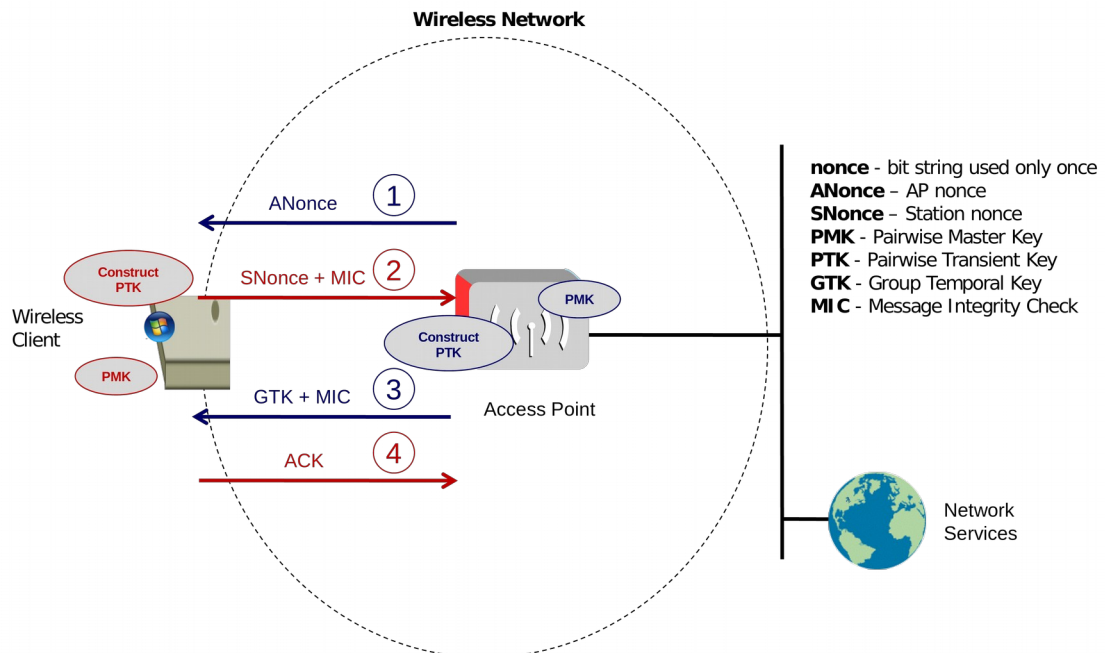 Wireless Network
nonce - bit string used only once
ANonce – AP nonce
SNonce – Station nonce
PMK - Pairwise Master Key
PTK - Pairwise Transient Key
GTK - Group Temporal Key
MIC - Message Integrity Check
ANonce 1
Construct
PTK
SNonce + MIC 2
PMK
Wireless
Client
Construct
PTK
PMK
GTK + MIC 3
Access Point
ACK 4
Network
Services